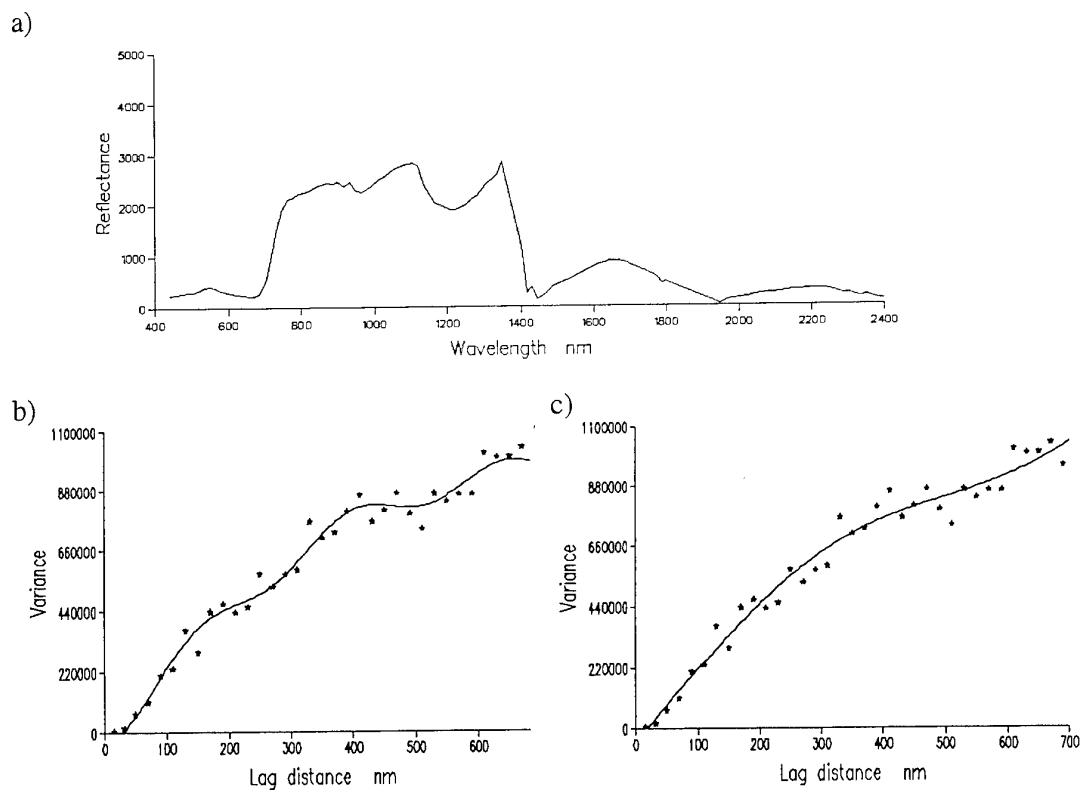 a)
5000
4000
3000
2000
1000
0
Reflectance
400 600 800 1000 1200 1400 1600 1800 2000 2200 2400
Wavelength nm
b)
1100000
880000
660000
440000
220000
0
Variance
0 100 200 300 400 500 600
Lag distance nm
c)
1100000
880000
660000
440000
220000
0
Variance
0 100 200 300 400 500 600 700
Lag distance nm